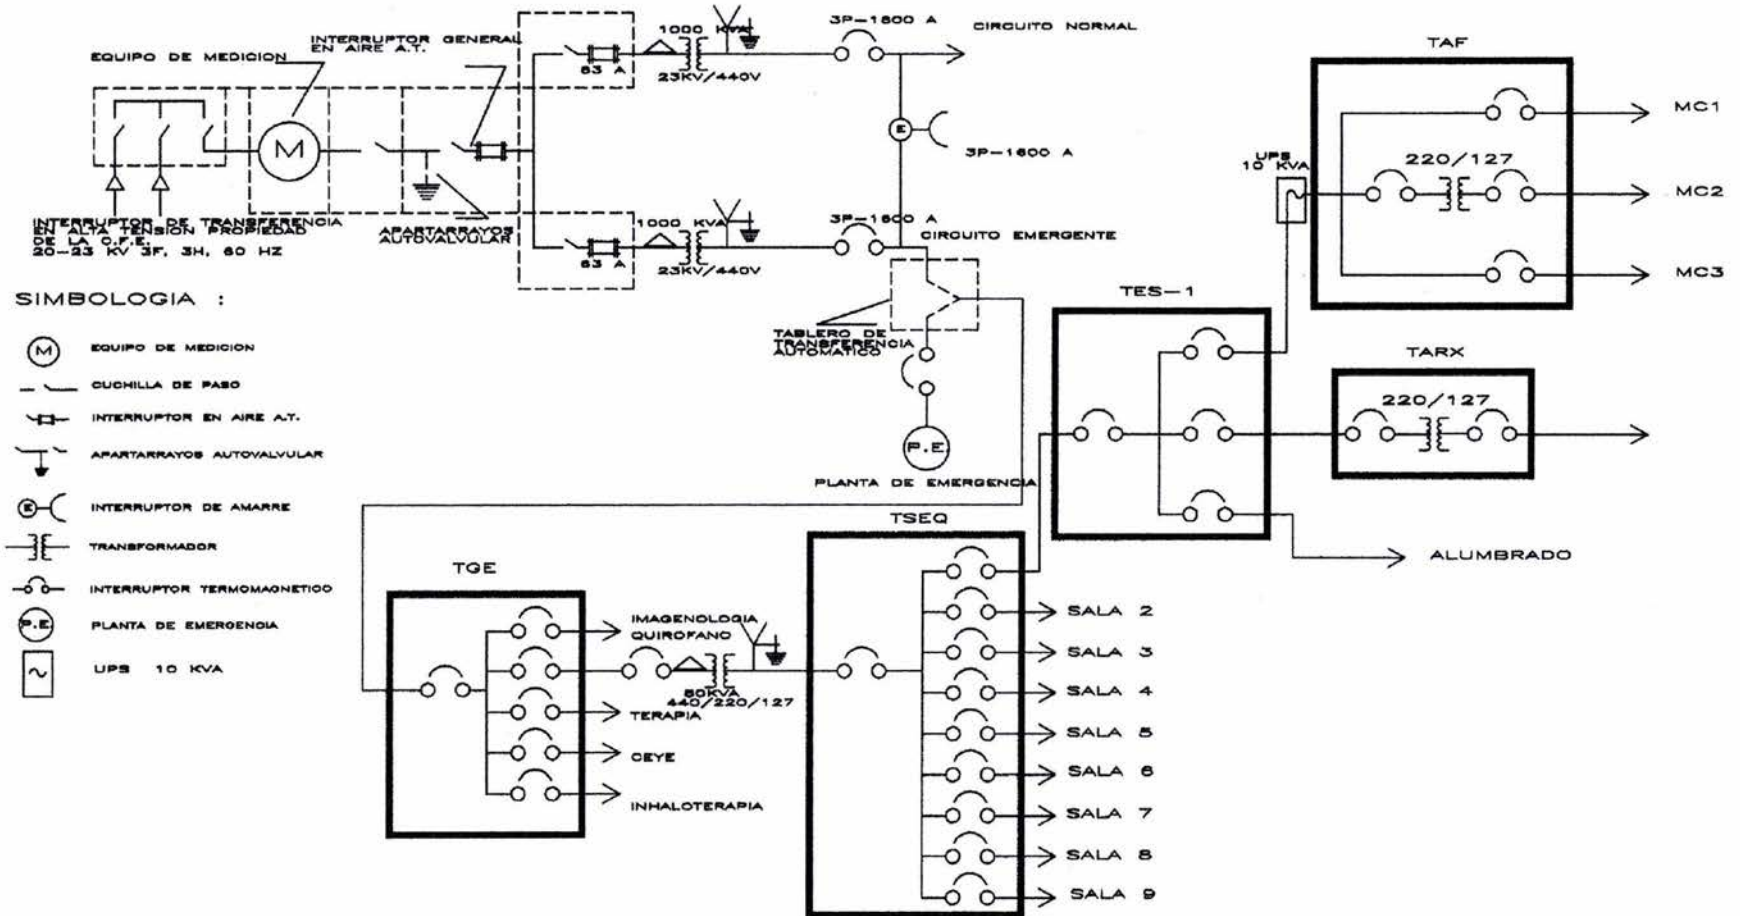 EQUIPO DE MEDICION
INTERRUPTOR GENERAL
EN AIRE A.T.
M
INTERRUPTOR DE TRANSFERENCIA
EN ALTA TENSION PROPIEDAD
DE LA C.F.E.
20-23 KV 3F, 3H, 60 HZ
APARTARRAYOS
AUTOVALVULAR
63 A
1000 KVA
23KV/440V
3P-1600 A
CIRCUITO NORMAL
E
3P-1600 A
63 A
1000 KVA
23KV/440V
3P-1600 A
CIRCUITO EMERGENTE
TABLERO DE
TRANSFERENCIA
AUTOMATICO
P.E.
PLANTA DE EMERGENCIA
SIMBOLOGIA :
M EQUIPO DE MEDICION
CUCHILLA DE PASO
INTERRUPTOR EN AIRE A.T.
APARTARRAYOS AUTOVALVULAR
E INTERRUPTOR DE AMARRE
TRANSFORMADOR
INTERRUPTOR TERMOMAGNETICO
P.E. PLANTA DE EMERGENCIA
~ UPS 10 KVA
TGE
IMAGENOLOGIA
QUIROFANO
TERAPIA
CEYE
INHALOTERAPIA
50KVA
440/220/127
TSEQ
SALA 2
SALA 3
SALA 4
SALA 5
SALA 6
SALA 7
SALA 8
SALA 9
TES-1
ALUMBRADO
UPS
10 KVA
TAF
220/127
MC1
MC2
MC3
TARX
220/127